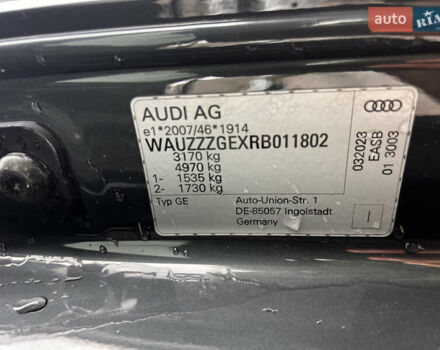 auto RIA
AUDI AG
e1*2007/46*1914
WAUZZZGEXRB011802
3170 kg
4970 kg
1- 1535 kg
2- 1730 kg
Typ GE
Auto-Union-Str. 1
DE-85057 Ingolstadt
Germany
I
032023
EASB
01 3003